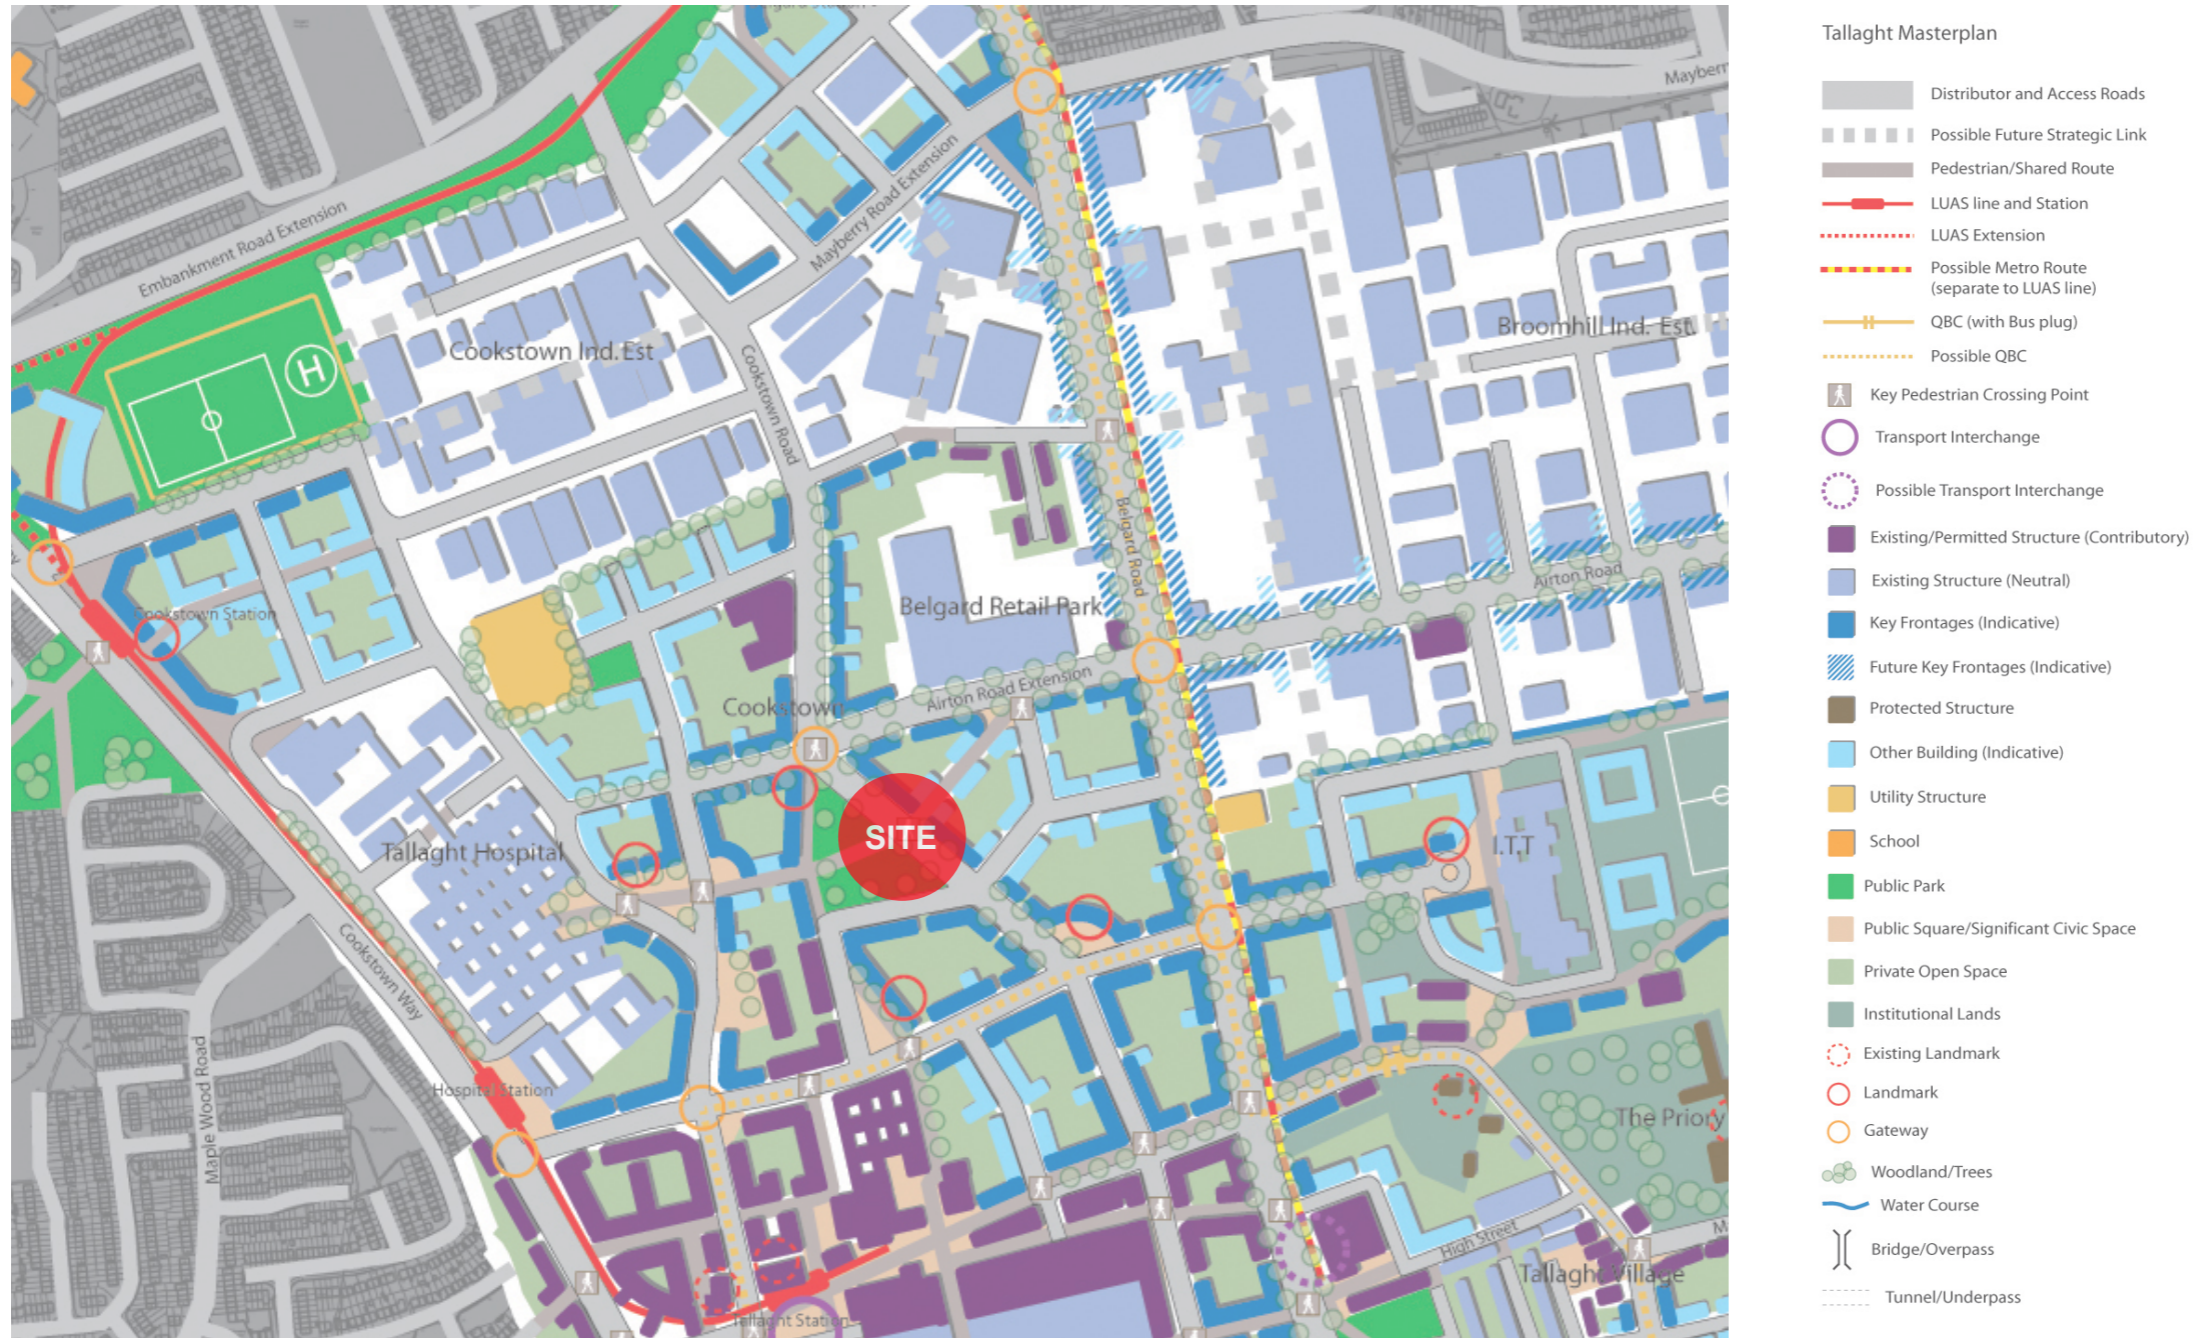 Tallaght Masterplan
Distributor and Access Roads
Possible Future Strategic Link
Pedestrian/Shared Route
LUAS line and Station
LUAS Extension
Possible Metro Route
(separate to LUAS line)
QBC (with Bus plug)
Possible QBC
Key Pedestrian Crossing Point
Transport Interchange
Possible Transport Interchange
Existing/Permitted Structure (Contributory)
Existing Structure (Neutral)
Key Frontages (Indicative)
Future Key Frontages (Indicative)
Protected Structure
Other Building (Indicative)
Utility Structure
School
Public Park
Public Square/Significant Civic Space
Private Open Space
Institutional Lands
Existing Landmark
Landmark
Gateway
Woodland/Trees
Water Course
Bridge/Overpass
Tunnel/Underpass
Embankment Road Extension
Mayberry Road Extension
H
Cookstown Ind. Est
Cookstown Road
Broomhill Ind. Est.
Belgard Road
Airton Road
Cookstown Station
Belgard Retail Park
Airton Road Extension
Cookstown
SITE
Tallaght Hospital
I.T.T
Cookstown Way
Maple Wood Road
Hospital Station
The Priory
High Street
Tallaght Village
Tallaght Station